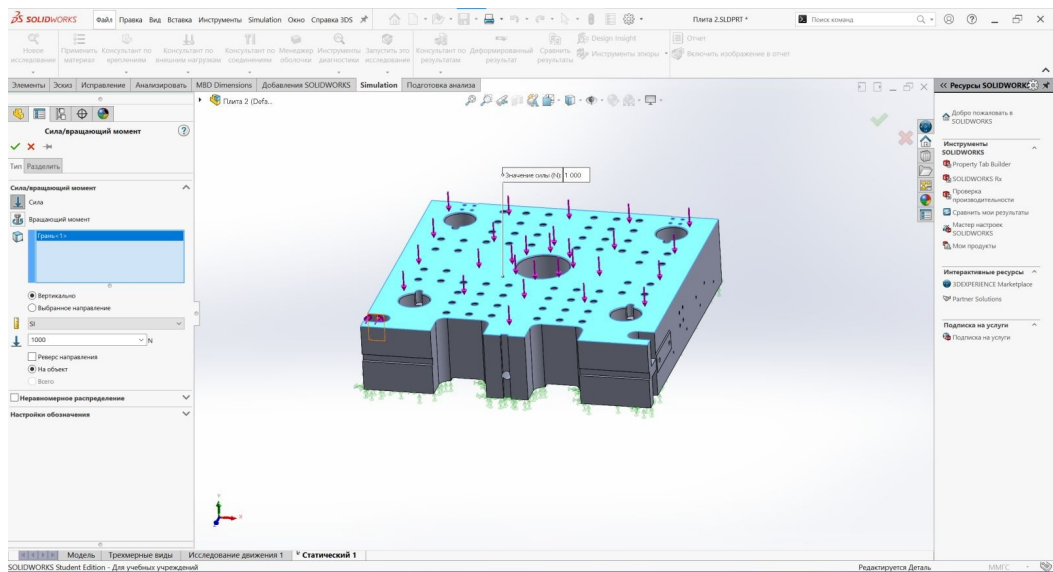 SOLIDWORKS Файл Правка Вид Вставка Инструменты Simulation Окно Справка 3DS Плита 2.SLDPRT * Поиск команд
Новое исследование
Применить материал
Консультант по креплениям
Консультант по внешним нагрузкам
Консультант по соединениям
Менеджер оболочки
Инструменты диагностики
Запустить это исследование
Консультант по результатам
Деформированный результат
Сравнить результаты
Design Insight
Инструменты эпюры
Отчет
Включить изображение в отчет
Элементы Эскиз Исправление Анализировать MBD Dimensions Добавления SOLIDWORKS Simulation Подготовка анализа
Плита 2 (Defa...
Сила/вращающий момент
Тип Разделить
Сила/вращающий момент
Сила
Вращающий момент
Грань<1>
Вертикально
Выбранное направление
SI
1000 N
Реверс направления
На объект
Всего
Неравномерное распределение
Настройки обозначения
Значение силы (N): 1 000
<< Ресурсы SOLIDWORKS
Добро пожаловать в
SOLIDWORKS
Инструменты
SOLIDWORKS
Property Tab Builder
SOLIDWORKS Rx
Проверка
производительности
Сравнить мои результаты
Мастер настроек
SOLIDWORKS
Мои продукты
Интерактивные ресурсы
3DEXPERIENCE Marketplace
Partner Solutions
Подписка на услуги
Подписка на услуги
Модель Трехмерные виды Исследование движения 1 Статический 1
SOLIDWORKS Student Edition - Для учебных учреждений Редактируется Деталь ММГС